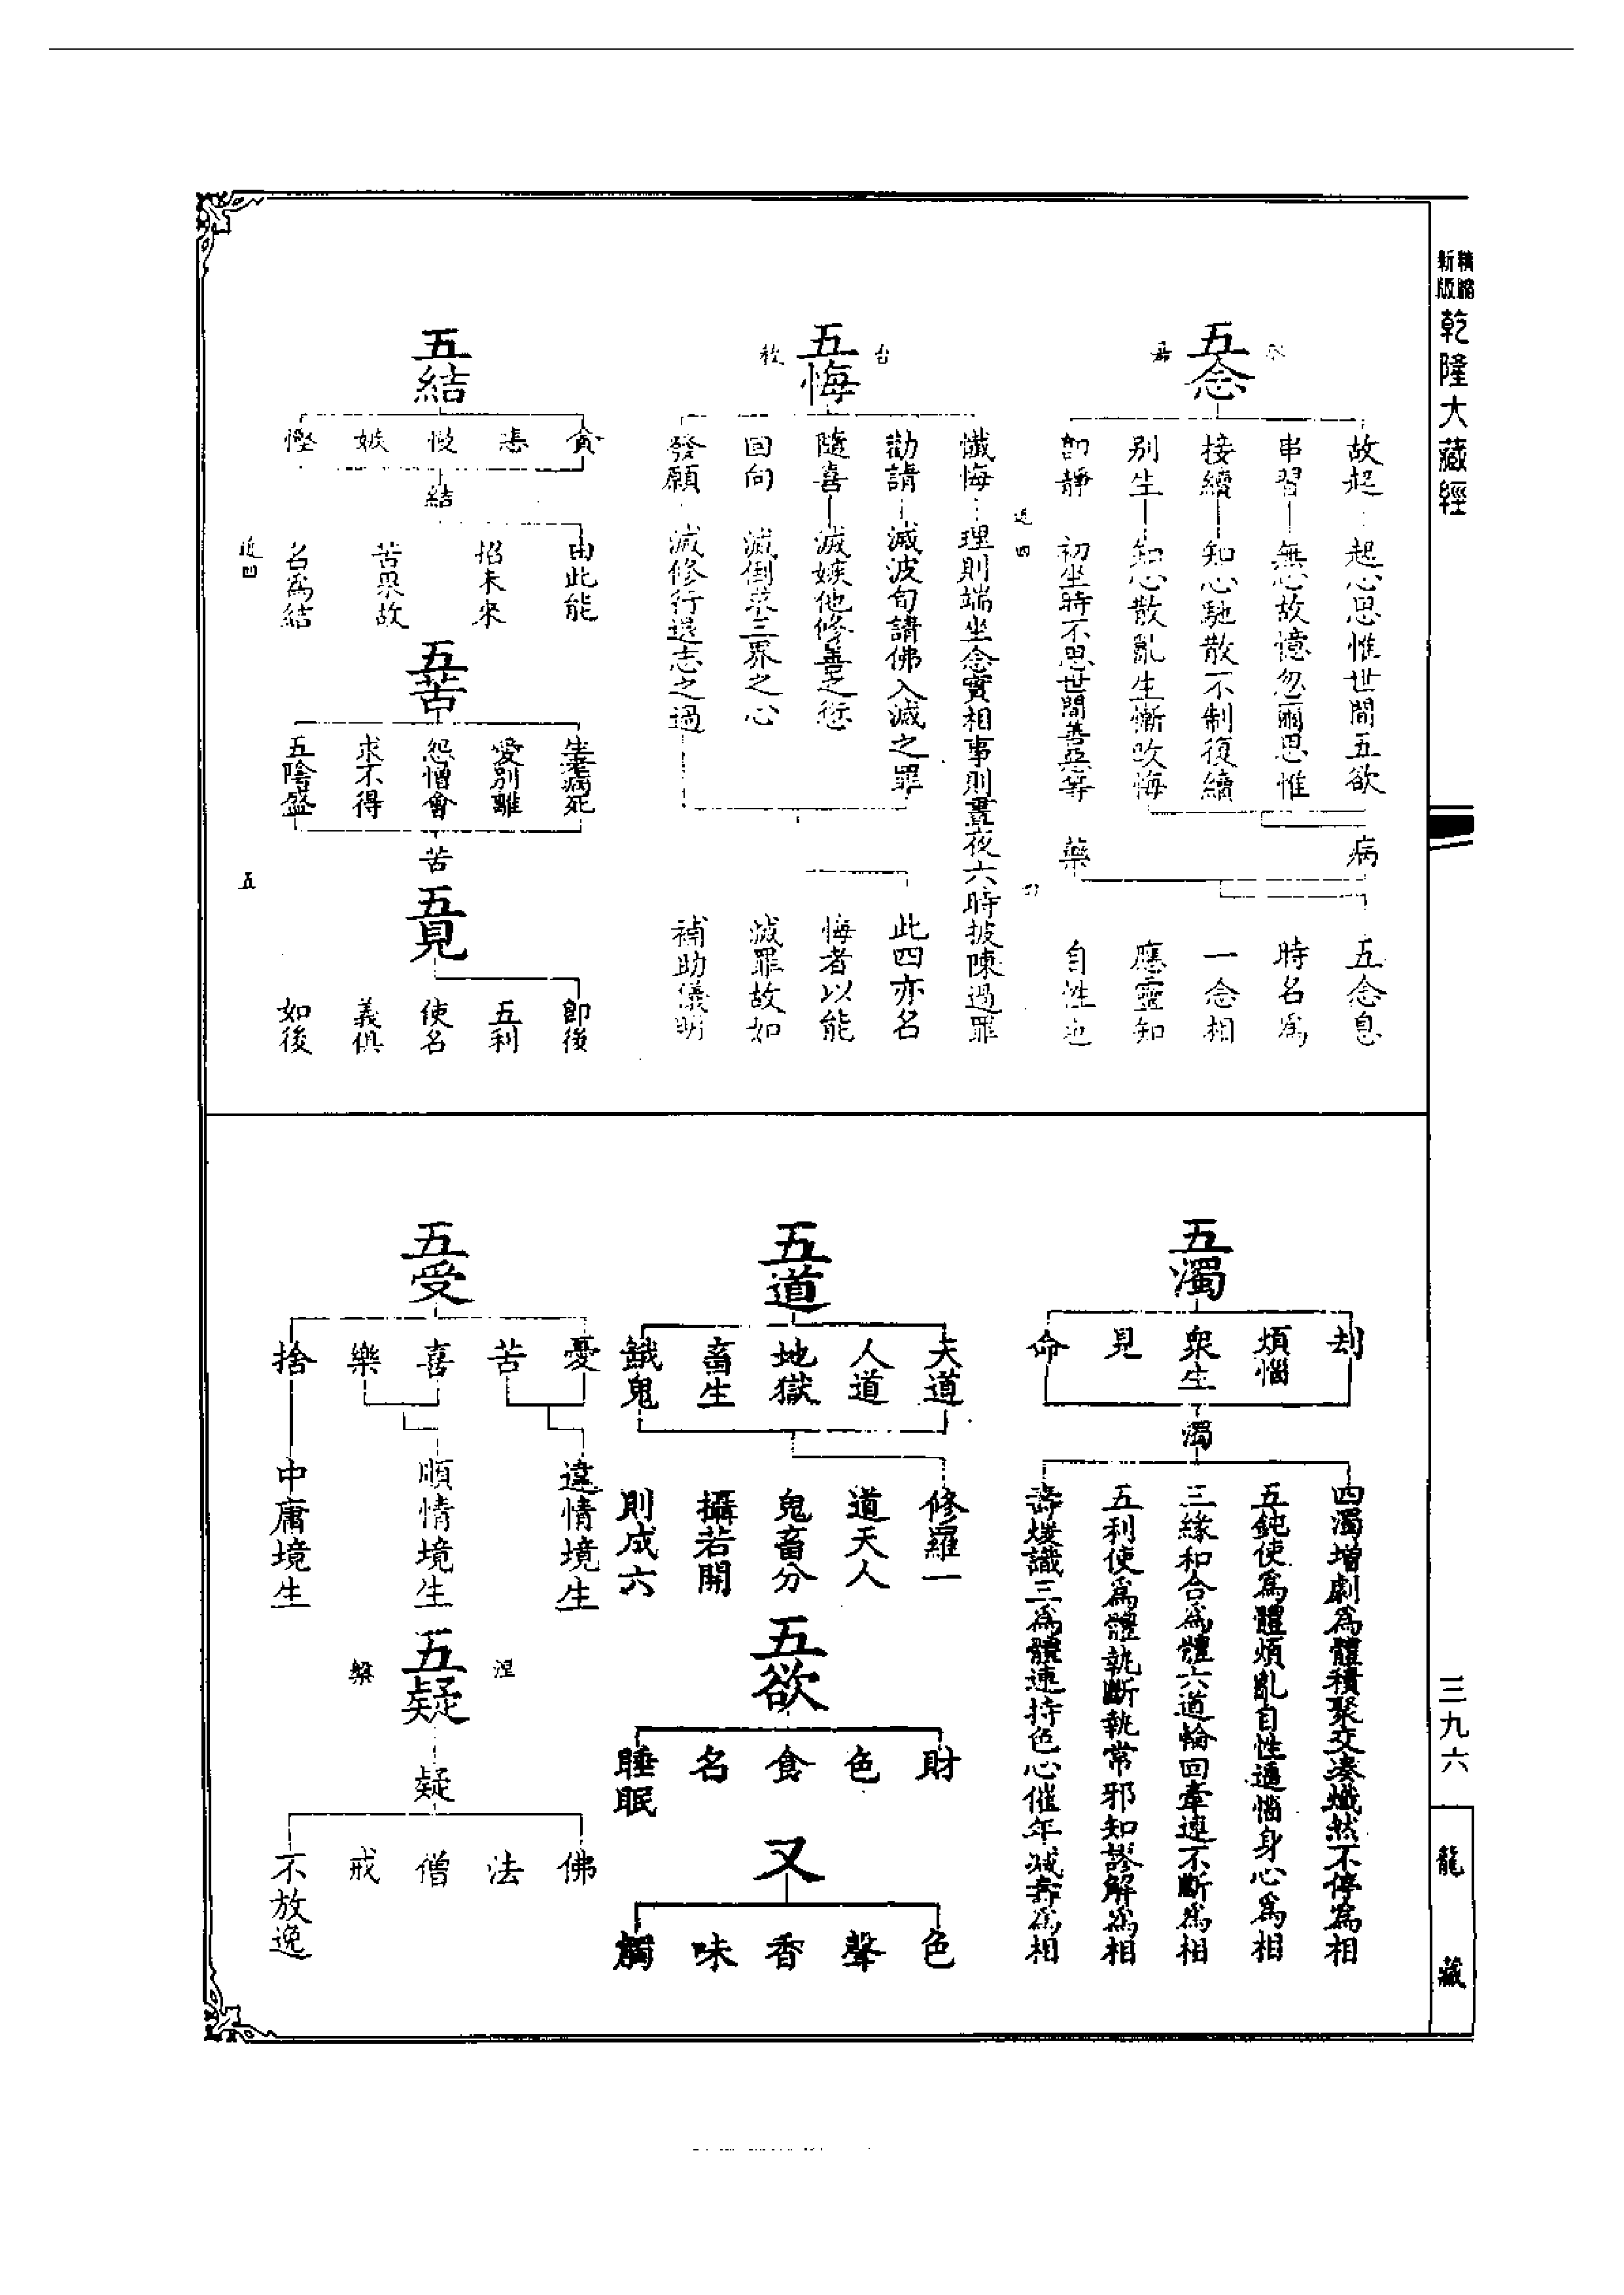 精縮
新版
乾隆大藏經
三九六
龍藏
五念
故起
起心思惟世間五欲
串習
無心故憶忽爾思惟
接續
知心馳散不制復續
别生
知心散亂生慚改悔
即靜
初坐時不思世間善惡等
病
藥
五念息
時名爲
一念相
應靈知
自性也
五悔
台
教
懺悔
理則端坐念實相事則晝夜六時披陳過罪
勸請
滅波旬請佛入滅之罪
隨喜
滅嫉他修善之愆
回向
滅倒求三界之心
發願
滅修行退志之過
此四亦名
悔者以能
滅罪故如
補助儀明
五結
貪
恚
慢
嫉
慳
結
由此能
招未來
苦果故
名爲結
五苦
生老病死
愛别離
怨憎會
求不得
五陰盛
苦
五見
即後
五利
使名
義俱
如後
五
五濁
刼
煩惱
衆生
見
命
濁
四濁增劇爲體積聚交湊熾然不停爲相
五鈍使爲體煩亂自性逼惱身心爲相
三緣和合爲體六道輪回牽連不斷爲相
五利使爲體執斷執常邪知謬解爲相
壽煖識三爲體連持色心催年減壽爲相
五道
天道
人道
地獄
畜生
餓鬼
修羅一
道天人
鬼畜分
攝若開
則成六
五欲
財
色
食
名
睡眠
又
色
聲
香
味
觸
五受
憂
苦
喜
樂
捨
違情境生
順情境生
中庸境生
五疑
涅
槃
疑
佛
法
僧
戒
不放逸